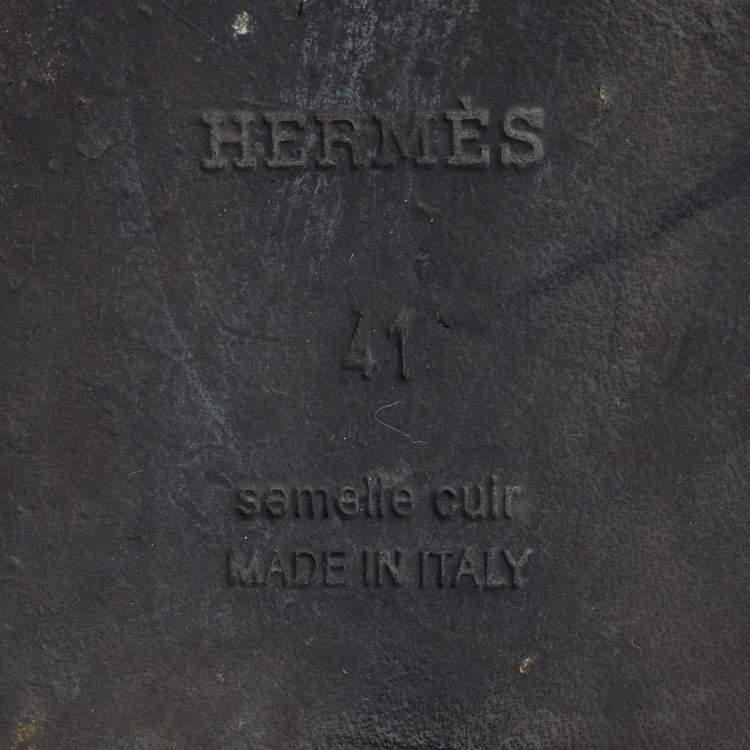 HERMÈS
41
semelle cuir
MADE IN ITALY